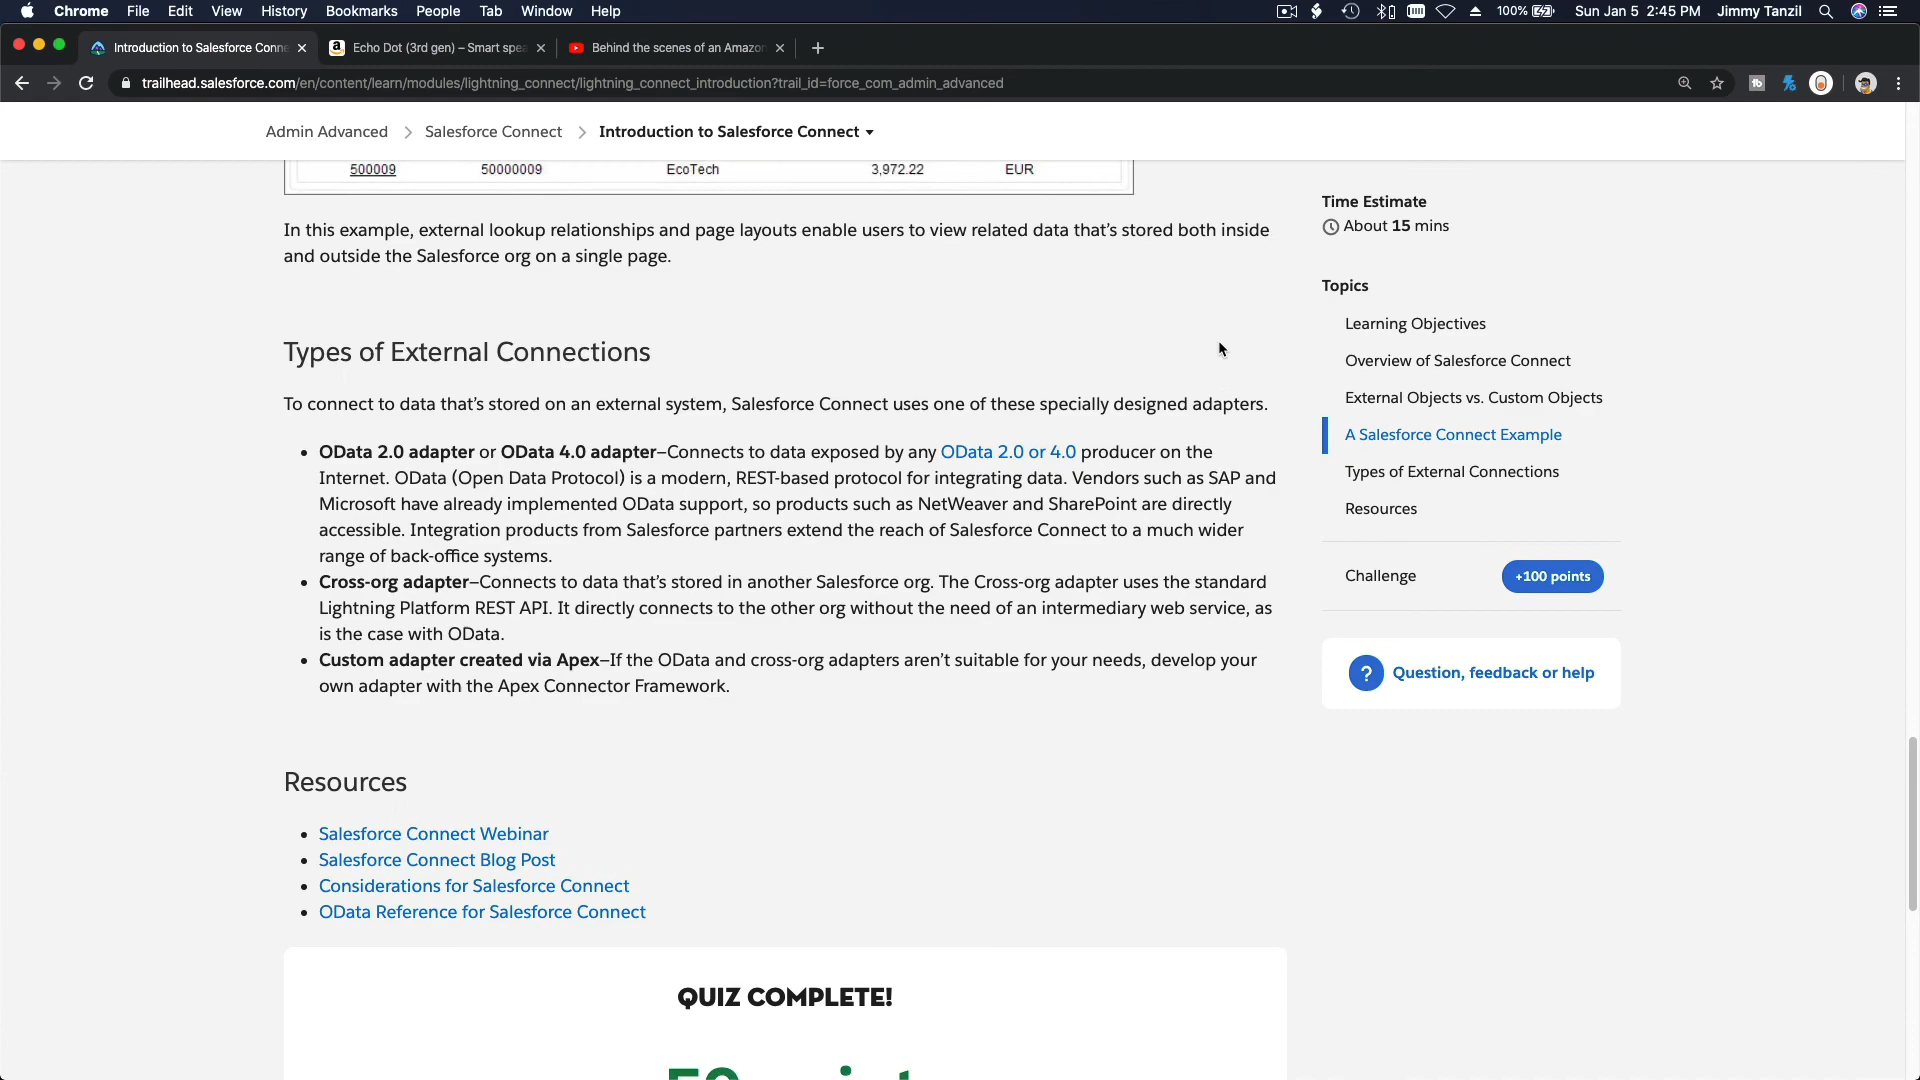 Chrome File Edit View History Bookmarks People Tab Window Help 100% Sun Jan 5 2:45 PM Jimmy Tanzil
Introduction to Salesforce Conne Echo Dot (3rd gen) – Smart spea Behind the scenes of an Amazon
trailhead.salesforce.com/en/content/learn/modules/lightning_connect/lightning_connect_introduction?trail_id=force_com_admin_advanced
Admin Advanced Salesforce Connect Introduction to Salesforce Connect
500009 50000009 EcoTech 3,972.22 EUR
In this example, external lookup relationships and page layouts enable users to view related data that’s stored both inside
and outside the Salesforce org on a single page.
Types of External Connections
To connect to data that’s stored on an external system, Salesforce Connect uses one of these specially designed adapters.
• OData 2.0 adapter or OData 4.0 adapter–Connects to data exposed by any OData 2.0 or 4.0 producer on the
Internet. OData (Open Data Protocol) is a modern, REST-based protocol for integrating data. Vendors such as SAP and
Microsoft have already implemented OData support, so products such as NetWeaver and SharePoint are directly
accessible. Integration products from Salesforce partners extend the reach of Salesforce Connect to a much wider
range of back-office systems.
• Cross-org adapter–Connects to data that’s stored in another Salesforce org. The Cross-org adapter uses the standard
Lightning Platform REST API. It directly connects to the other org without the need of an intermediary web service, as
is the case with OData.
• Custom adapter created via Apex–If the OData and cross-org adapters aren’t suitable for your needs, develop your
own adapter with the Apex Connector Framework.
Resources
• Salesforce Connect Webinar
• Salesforce Connect Blog Post
• Considerations for Salesforce Connect
• OData Reference for Salesforce Connect
QUIZ COMPLETE!
Time Estimate
About 15 mins
Topics
Learning Objectives
Overview of Salesforce Connect
External Objects vs. Custom Objects
A Salesforce Connect Example
Types of External Connections
Resources
Challenge +100 points
? Question, feedback or help